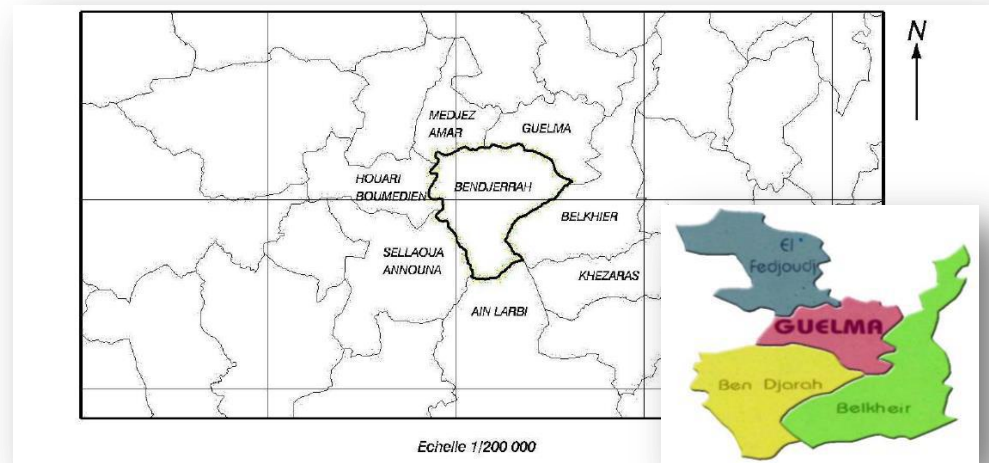 N
MEDJEZ
AMAR
GUELMA
HOUARI
BOUMEDIEN
BENDJERRAH
BELKHIER
SELLAOUA
ANNOUNA
KHEZARAS
AIN LARBI
Echelle 1/200 000
El
Fedjoudj
GUELMA
Ben Djarah
Belkheir